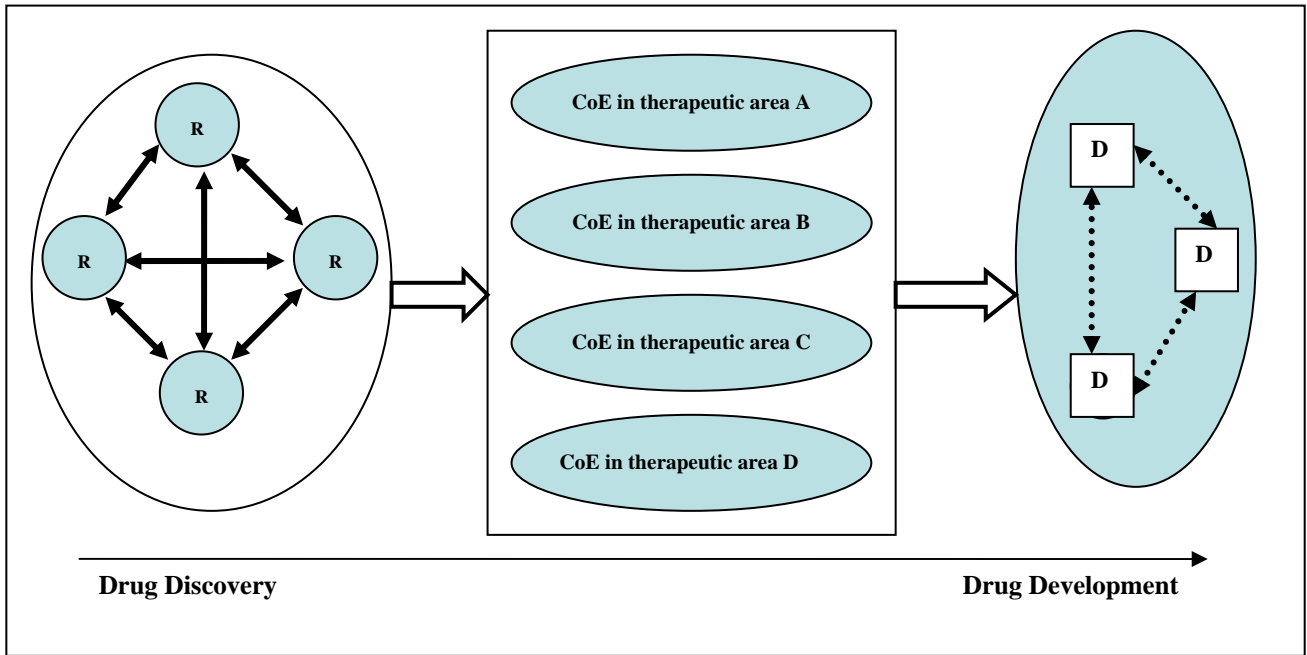 R
R
R
R
CoE in therapeutic area A
CoE in therapeutic area B
CoE in therapeutic area C
CoE in therapeutic area D
D
D
D
Drug Discovery
Drug Development